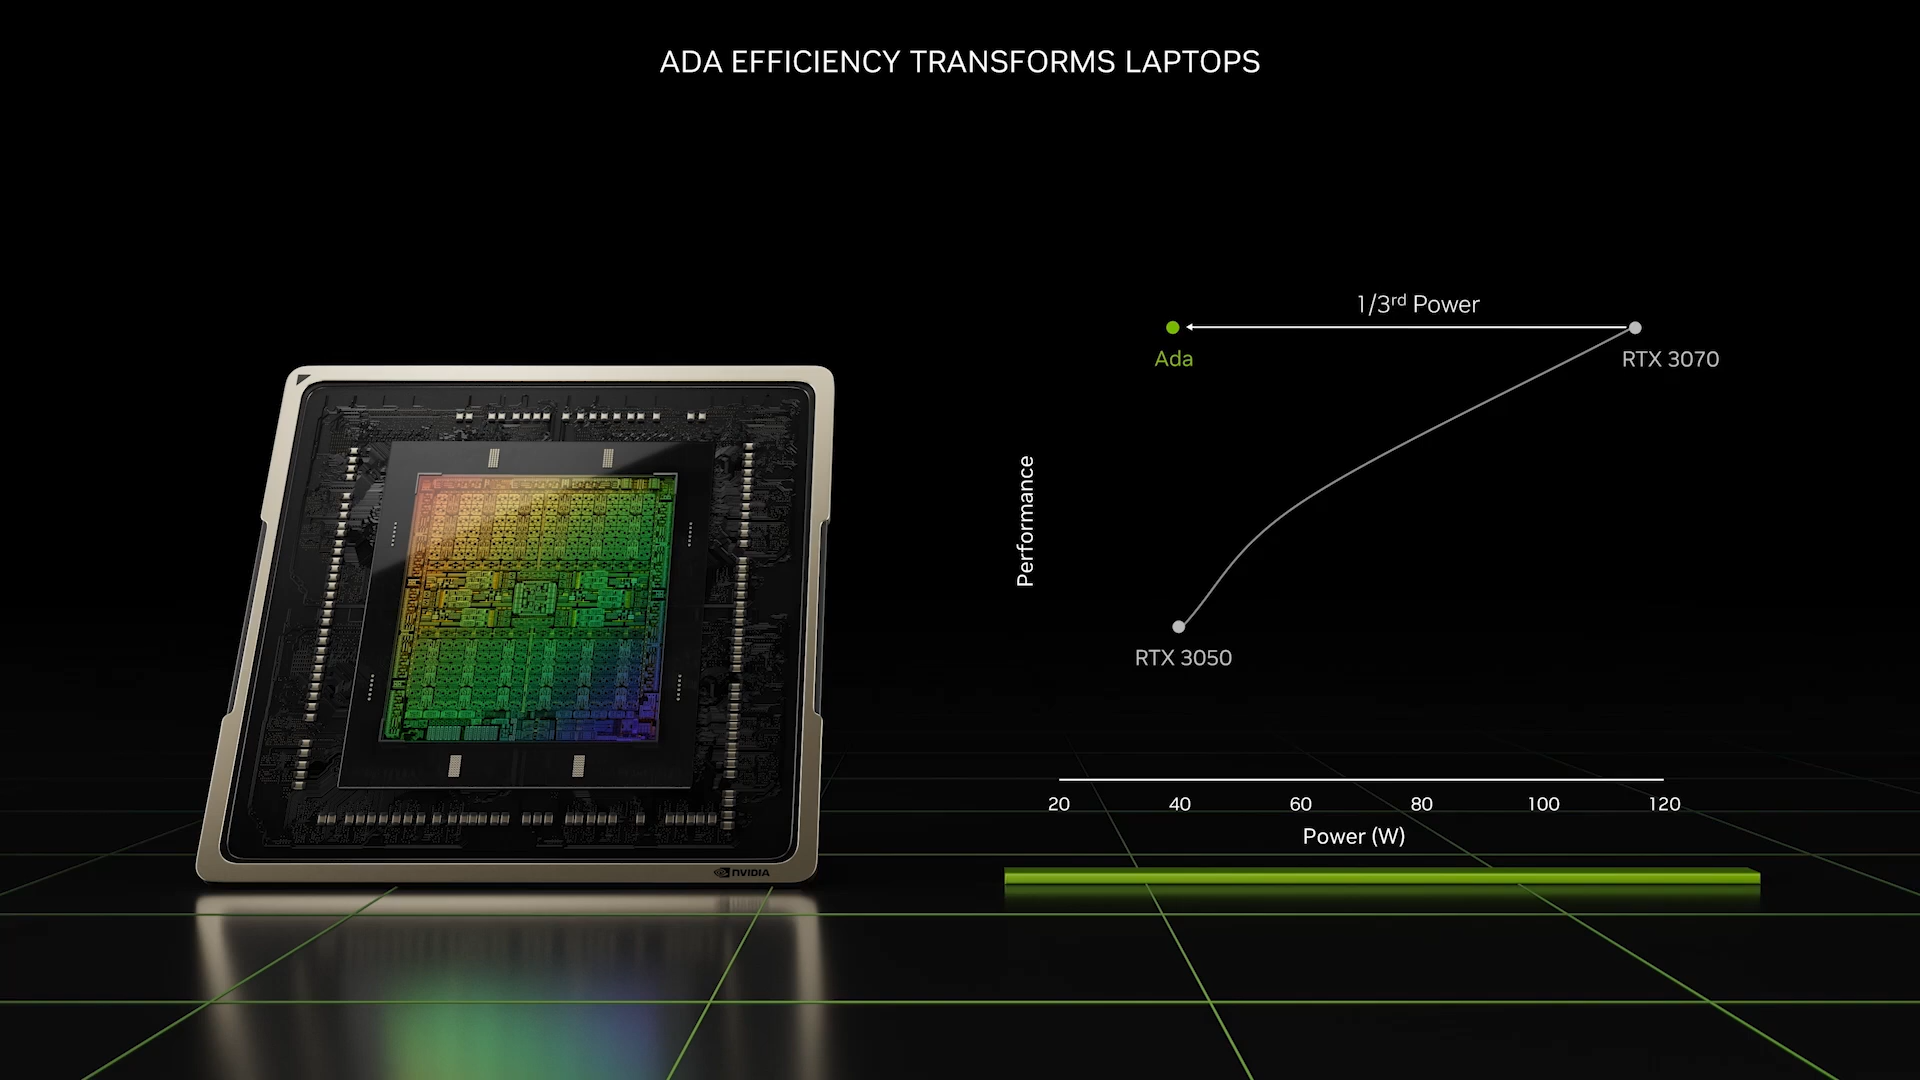 ADA EFFICIENCY TRANSFORMS LAPTOPS
1/3rd Power
Ada
RTX 3070
Performance
RTX 3050
20 40 60 80 100 120
Power (W)
NVIDIA